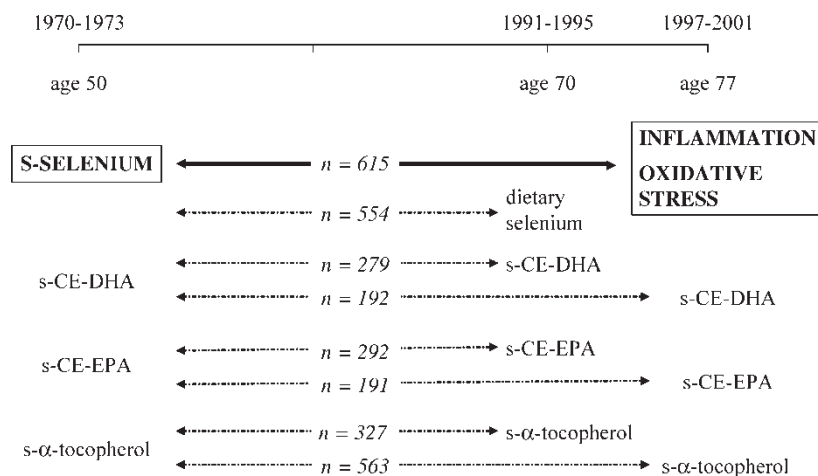 1970-1973 1991-1995 1997-2001
age 50 age 70 age 77
S-SELENIUM n = 615 INFLAMMATION
OXIDATIVE
STRESS
n = 554 dietary
selenium
s-CE-DHA
n = 279 s-CE-DHA
n = 192 s-CE-DHA
s-CE-EPA
n = 292 s-CE-EPA
n = 191 s-CE-EPA
s-α-tocopherol
n = 327 s-α-tocopherol
n = 563 s-α-tocopherol